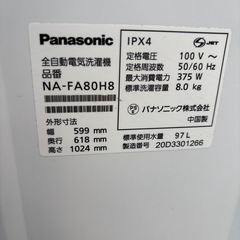 Panasonic
全自動電気洗濯機
品番
NA-FA80H8
外形寸法
幅 599 mm
奥行 618 mm
高さ 1024 mm
IPX4
JET
定格電圧 100 V～
定格周波数 50/60 Hz
最大消費電力 375 W
標準洗濯容量 8.0 kg
パナソニック株式会社
中国製
標準使用水量 97 L
製造番号 20D3301266